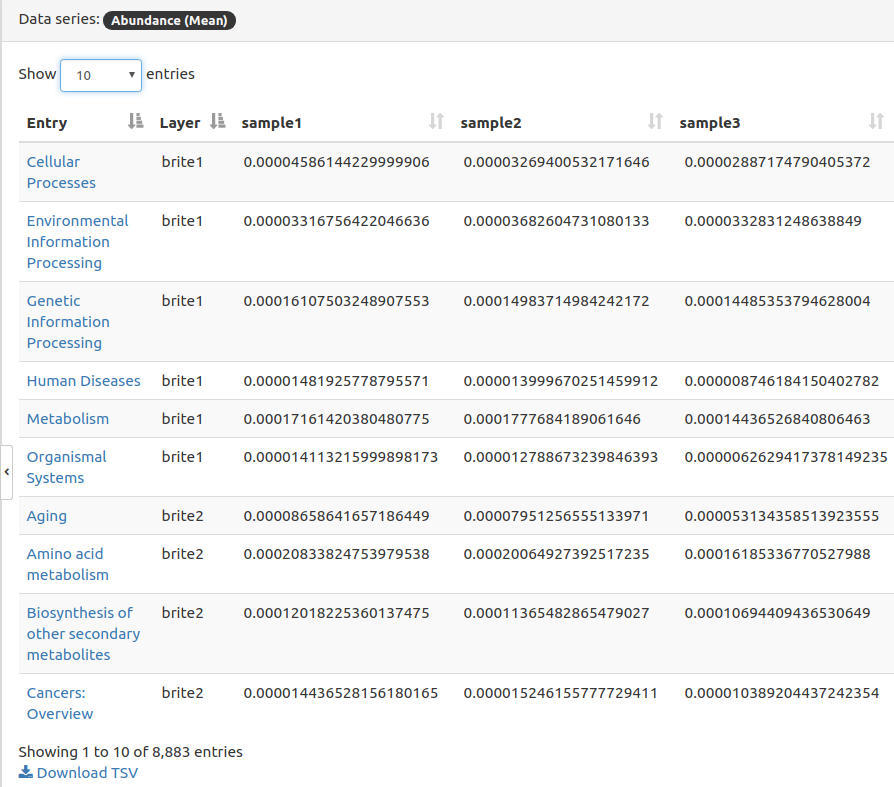 Data series: Abundance (Mean)
Show 10 entries
Entry Layer sample1 sample2 sample3
Cellular brite1 0.00004586144229999906 0.00003269400532171646 0.00002887174790405372
Processes
Environmental brite1 0.00003316756422046636 0.00003682604731080133 0.0000332831248638849
Information
Processing
Genetic brite1 0.00016107503248907553 0.00014983714984242172 0.00014485353794628004
Information
Processing
Human Diseases brite1 0.00001481925778795571 0.000013999670251459912 0.000008746184150402782
Metabolism brite1 0.00017161420380480775 0.0001777684189061646 0.00014436526840806463
Organismal brite1 0.000014113215999898173 0.000012788673239846393 0.0000062629417378149235
Systems
Aging brite2 0.00008658641657186449 0.00007951256555133971 0.000053134358513923555
Amino acid brite2 0.00020833824753979538 0.00020064927392517235 0.00016185336770527988
metabolism
Biosynthesis of brite2 0.00012018225360137475 0.00011365482865479027 0.00010694409436530649
other secondary
metabolites
Cancers: brite2 0.000014436528156180165 0.000015246155777729411 0.000010389204437242354
Overview
Showing 1 to 10 of 8,883 entries
Download TSV